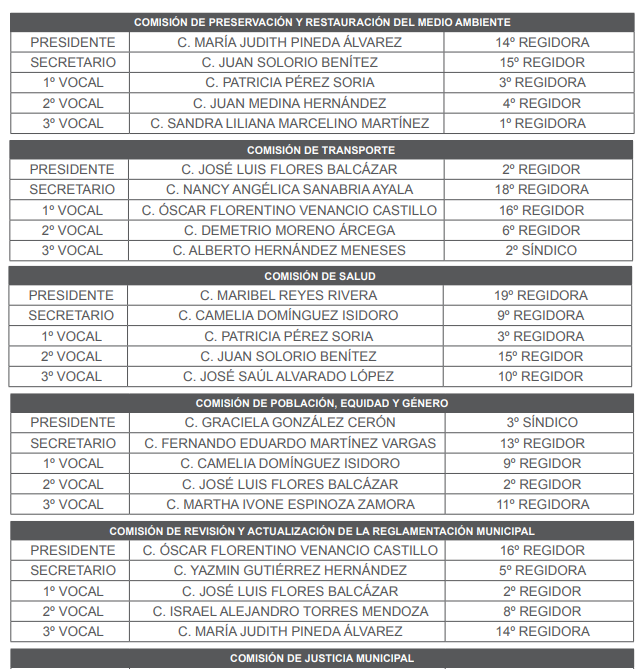 COMISIÓN DE PRESERVACIÓN Y RESTAURACIÓN DEL MEDIO AMBIENTE
PRESIDENTE C. MARÍA JUDITH PINEDA ÁLVAREZ 14º REGIDORA
SECRETARIO C. JUAN SOLORIO BENÍTEZ 15º REGIDOR
1º VOCAL C. PATRICIA PÉREZ SORIA 3º REGIDORA
2º VOCAL C. JUAN MEDINA HERNÁNDEZ 4º REGIDOR
3º VOCAL C. SANDRA LILIANA MARCELINO MARTÍNEZ 1º REGIDORA
COMISIÓN DE TRANSPORTE
PRESIDENTE C. JOSÉ LUIS FLORES BALCÁZAR 2º REGIDOR
SECRETARIO C. NANCY ANGÉLICA SANABRIA AYALA 18º REGIDORA
1º VOCAL C. ÓSCAR FLORENTINO VENANCIO CASTILLO 16º REGIDOR
2º VOCAL C. DEMETRIO MORENO ÁRCEGA 6º REGIDOR
3º VOCAL C. ALBERTO HERNÁNDEZ MENESES 2º SÍNDICO
COMISIÓN DE SALUD
PRESIDENTE C. MARIBEL REYES RIVERA 19º REGIDORA
SECRETARIO C. CAMELIA DOMÍNGUEZ ISIDORO 9º REGIDORA
1º VOCAL C. PATRICIA PÉREZ SORIA 3º REGIDORA
2º VOCAL C. JUAN SOLORIO BENÍTEZ 15º REGIDOR
3º VOCAL C. JOSÉ SAÚL ALVARADO LÓPEZ 10º REGIDOR
COMISIÓN DE POBLACIÓN, EQUIDAD Y GÉNERO
PRESIDENTE C. GRACIELA GONZÁLEZ CERÓN 3º SÍNDICO
SECRETARIO C. FERNANDO EDUARDO MARTÍNEZ VARGAS 13º REGIDOR
1º VOCAL C. CAMELIA DOMÍNGUEZ ISIDORO 9º REGIDOR
2º VOCAL C. JOSÉ LUIS FLORES BALCÁZAR 2º REGIDOR
3º VOCAL C. MARTHA IVONE ESPINOZA ZAMORA 11º REGIDORA
COMISIÓN DE REVISIÓN Y ACTUALIZACIÓN DE LA REGLAMENTACIÓN MUNICIPAL
PRESIDENTE C. ÓSCAR FLORENTINO VENANCIO CASTILLO 16º REGIDOR
SECRETARIO C. YAZMIN GUTIÉRREZ HERNÁNDEZ 5º REGIDORA
1º VOCAL C. JOSÉ LUIS FLORES BALCÁZAR 2º REGIDOR
2º VOCAL C. ISRAEL ALEJANDRO TORRES MENDOZA 8º REGIDOR
3º VOCAL C. MARÍA JUDITH PINEDA ÁLVAREZ 14º REGIDORA
COMISIÓN DE JUSTICIA MUNICIPAL